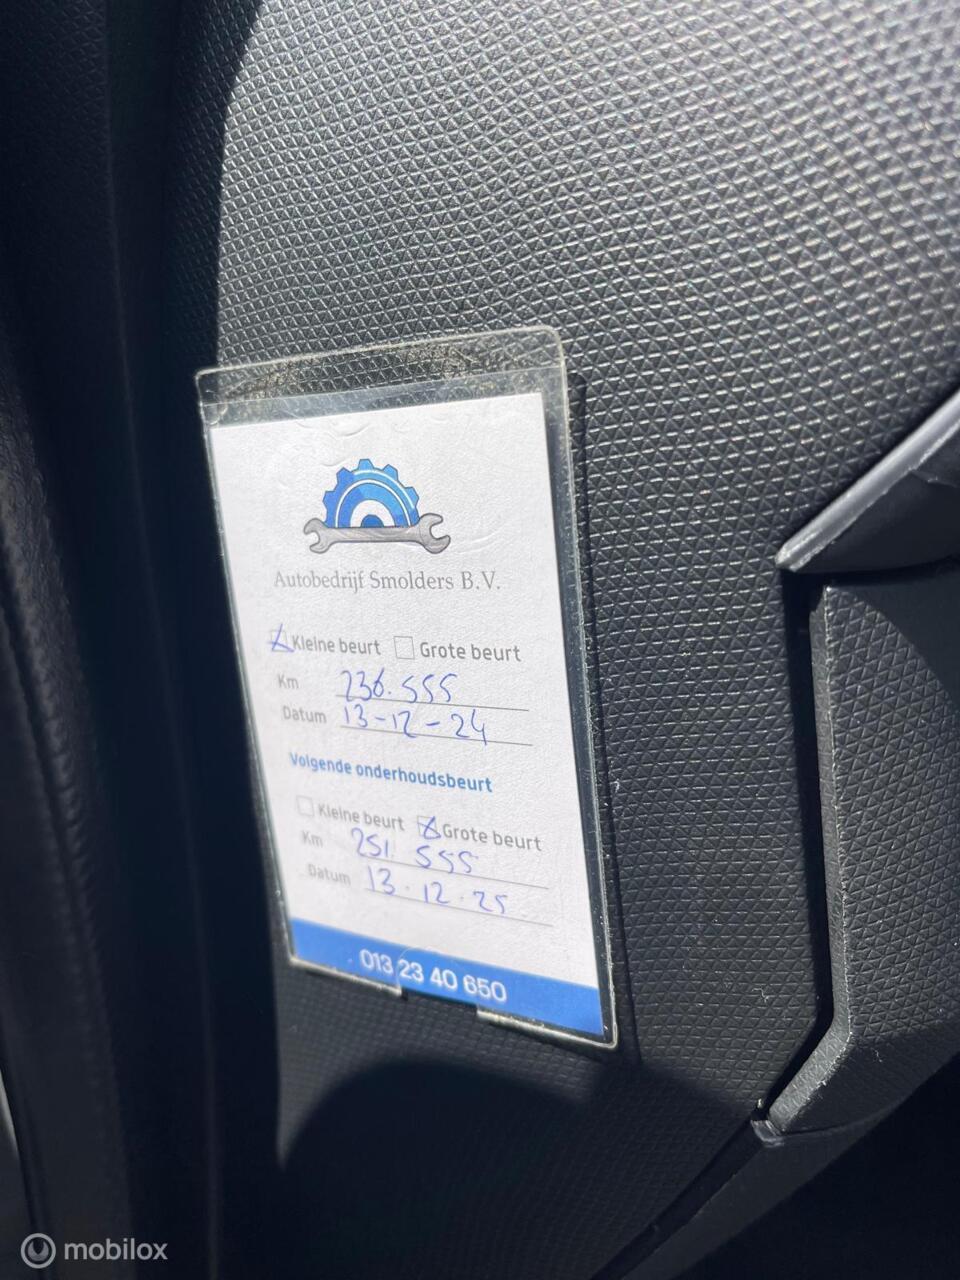 Autobedrijf Smolders B.V.
Kleine beurt Grote beurt
Km 236.555
Datum 13-12-24
Volgende onderhoudsbeurt
Kleine beurt Grote beurt
Km 251.555
Datum 13.12.25
013 23 40 650
mobilox